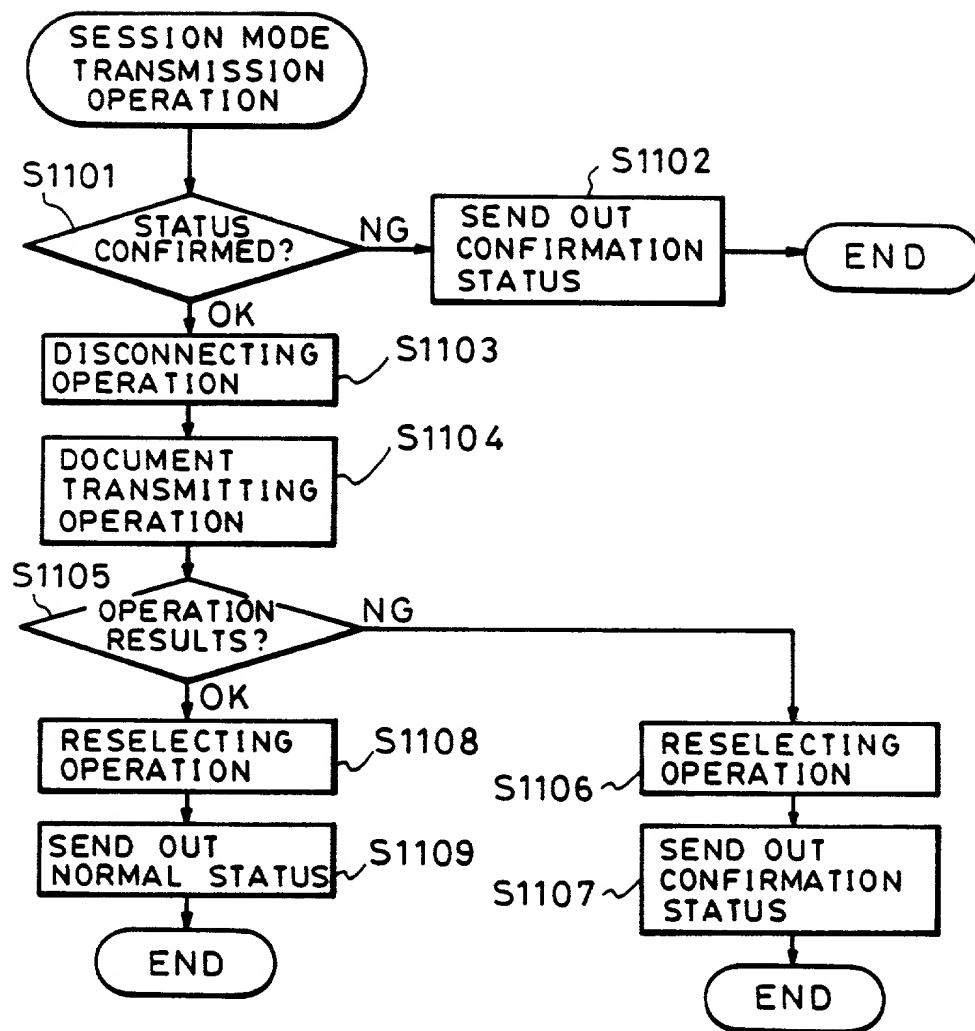 SESSION MODE
TRANSMISSION
OPERATION
S1101
STATUS
CONFIRMED?
NG
S1102
SEND OUT
CONFIRMATION
STATUS
END
OK
DISCONNECTING
OPERATION
S1103
DOCUMENT
TRANSMITTING
OPERATION
S1104
S1105
OPERATION
RESULTS?
NG
OK
RESELECTING
OPERATION
S1108
SEND OUT
NORMAL STATUS
S1109
END
RESELECTING
OPERATION
S1106
SEND OUT
CONFIRMATION
STATUS
S1107
END